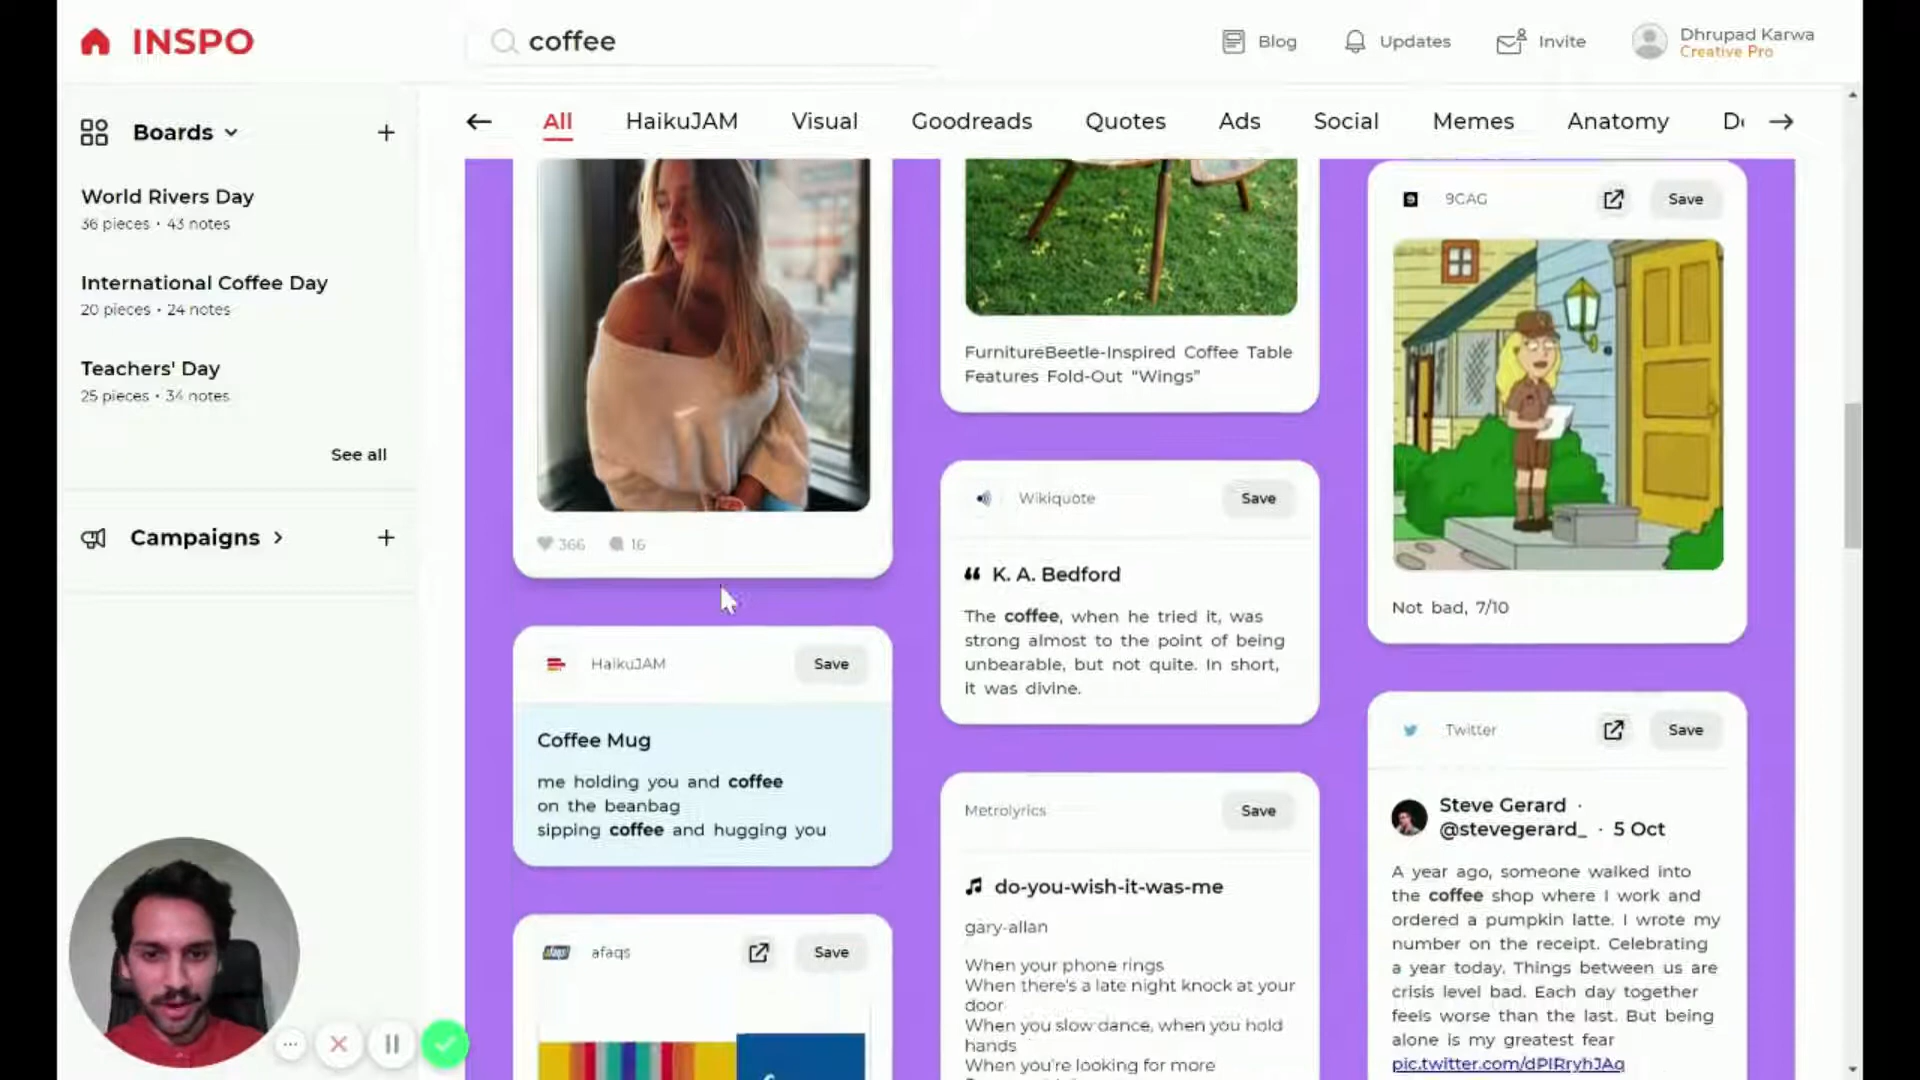 INSPO
coffee
Blog
Updates
Invite
Dhrupad Karwa
Creative Pro
Boards
World Rivers Day
36 pieces • 43 notes
International Coffee Day
20 pieces • 24 notes
Teachers' Day
25 pieces • 34 notes
See all
Campaigns
All HaikuJAM Visual Goodreads Quotes Ads Social Memes Anatomy
366 16
HaikuJAM
Save
Coffee Mug
me holding you and coffee
on the beanbag
sipping coffee and hugging you
afaqs
Save
FurnitureBeetle-Inspired Coffee Table
Features Fold-Out "Wings"
Wikiquote
Save
K. A. Bedford
The coffee, when he tried it, was
strong almost to the point of being
unbearable, but not quite. In short,
it was divine.
Metrolyrics
Save
do-you-wish-it-was-me
gary-allan
When your phone rings
When there's a late night knock at your
door
When you slow dance, when you hold
hands
When you're looking for more
9GAG
Save
Not bad, 7/10
Twitter
Save
Steve Gerard ·
@stevegerard_ · 5 Oct
A year ago, someone walked into
the coffee shop where I work and
ordered a pumpkin latte. I wrote my
number on the receipt. Celebrating
a year today. Things between us are
crisis level bad. Each day together
feels worse than the last. But being
alone is my greatest fear
pic.twitter.com/dPlRryhJAq